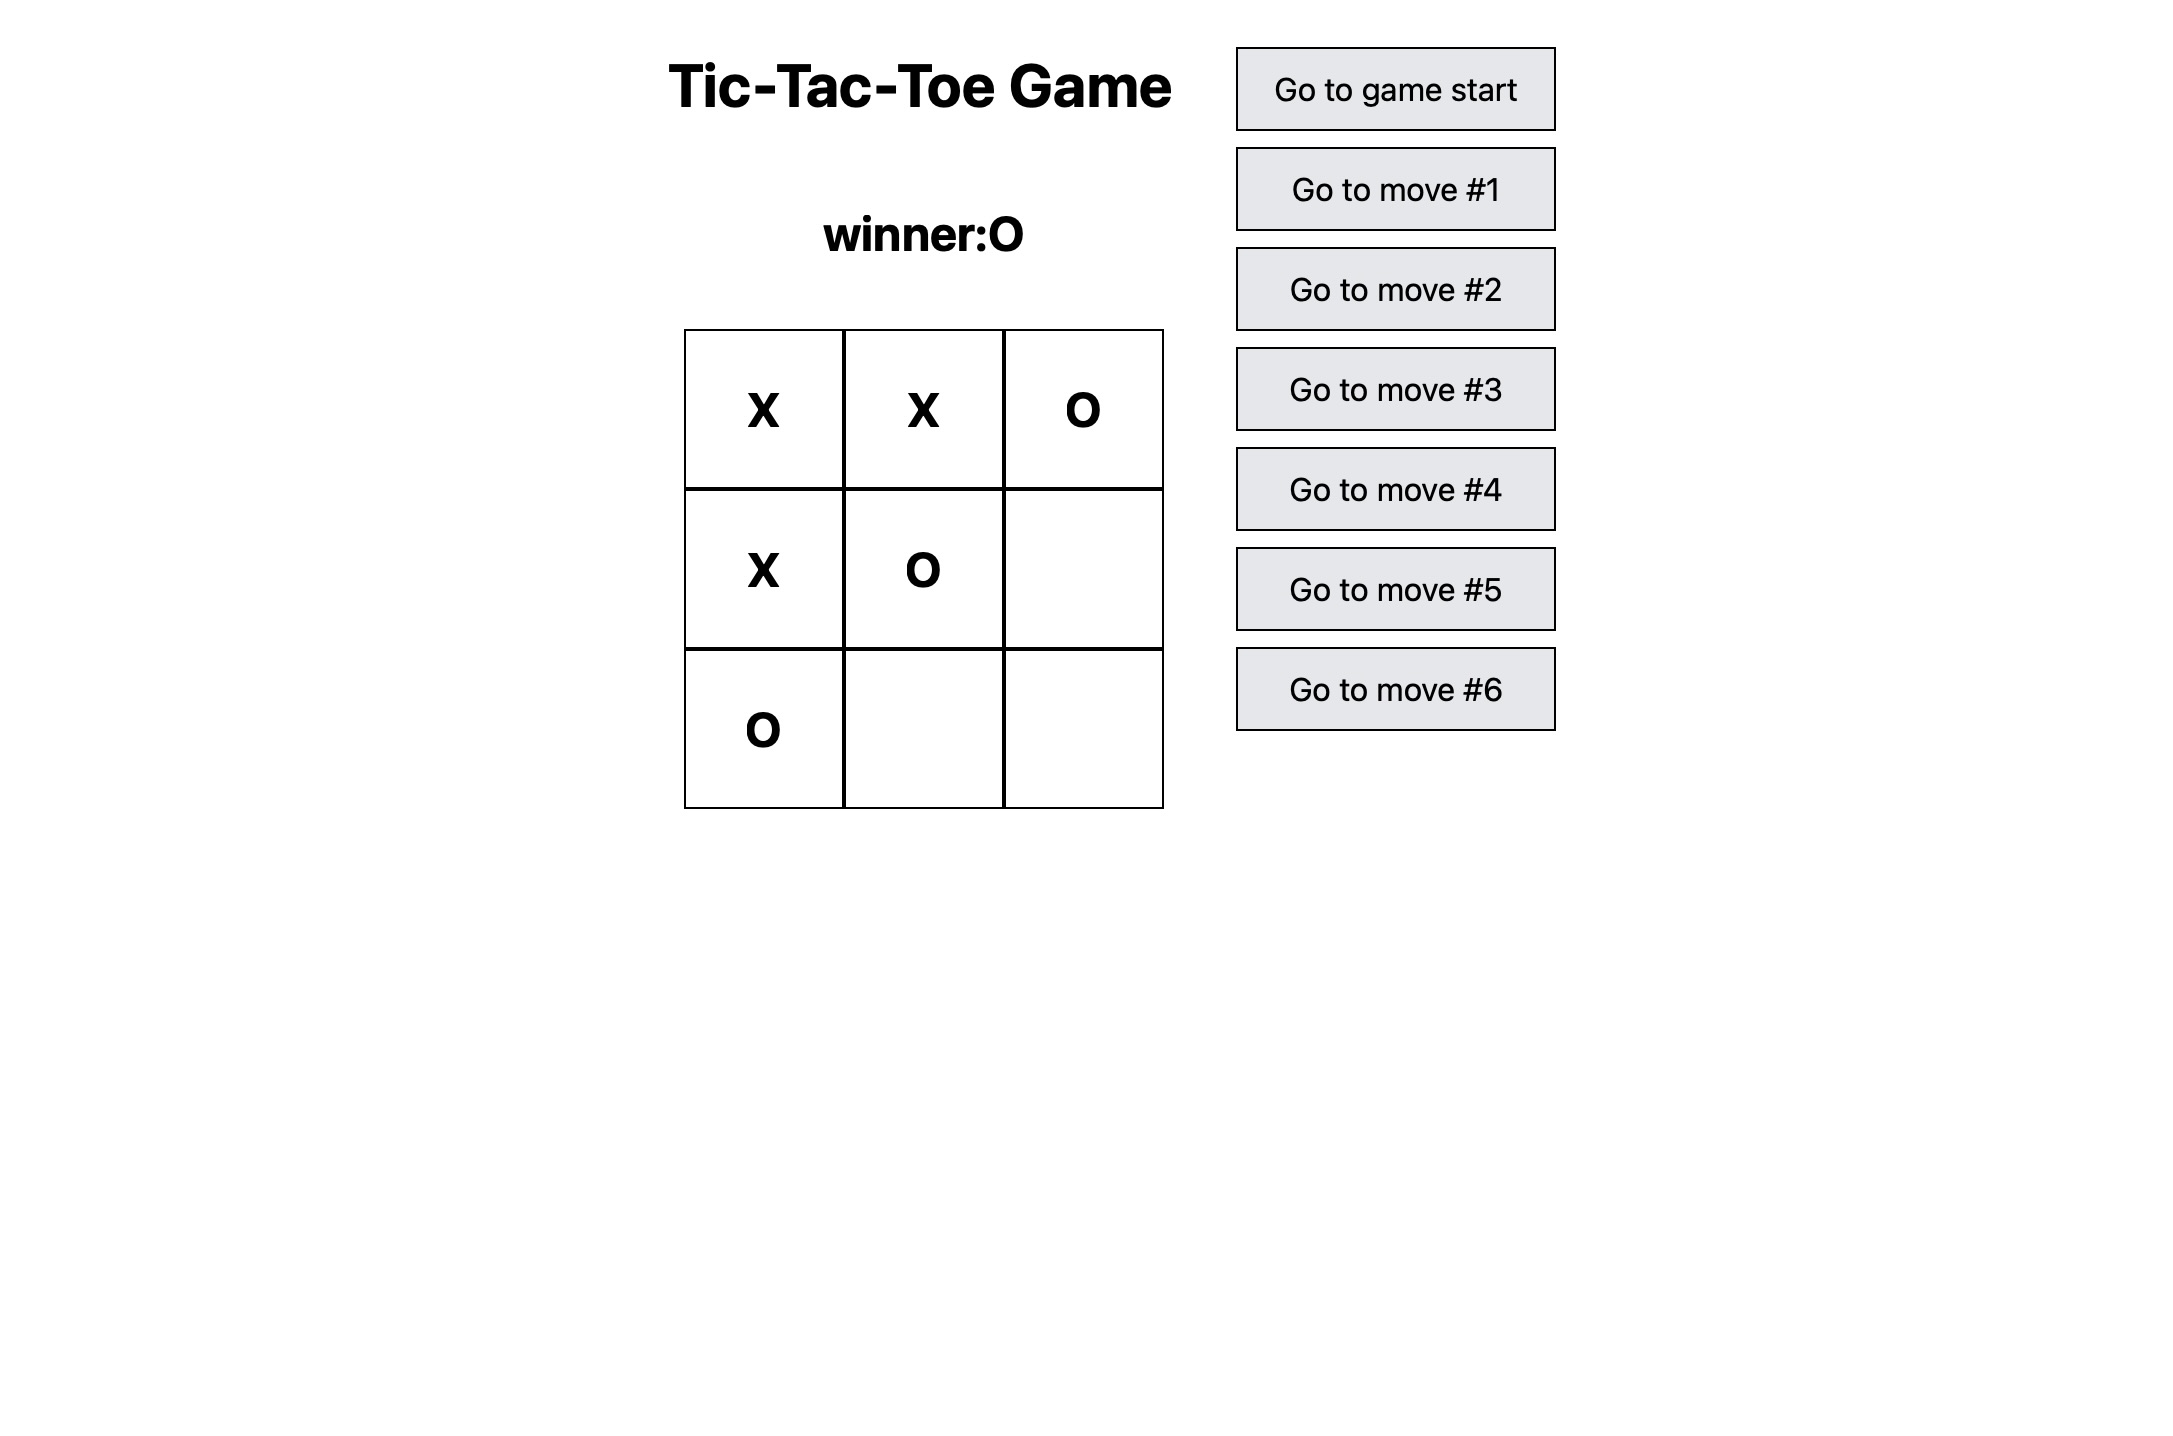 Tic-Tac-Toe Game
winner:O
X X O
X O
O
Go to game start
Go to move #1
Go to move #2
Go to move #3
Go to move #4
Go to move #5
Go to move #6